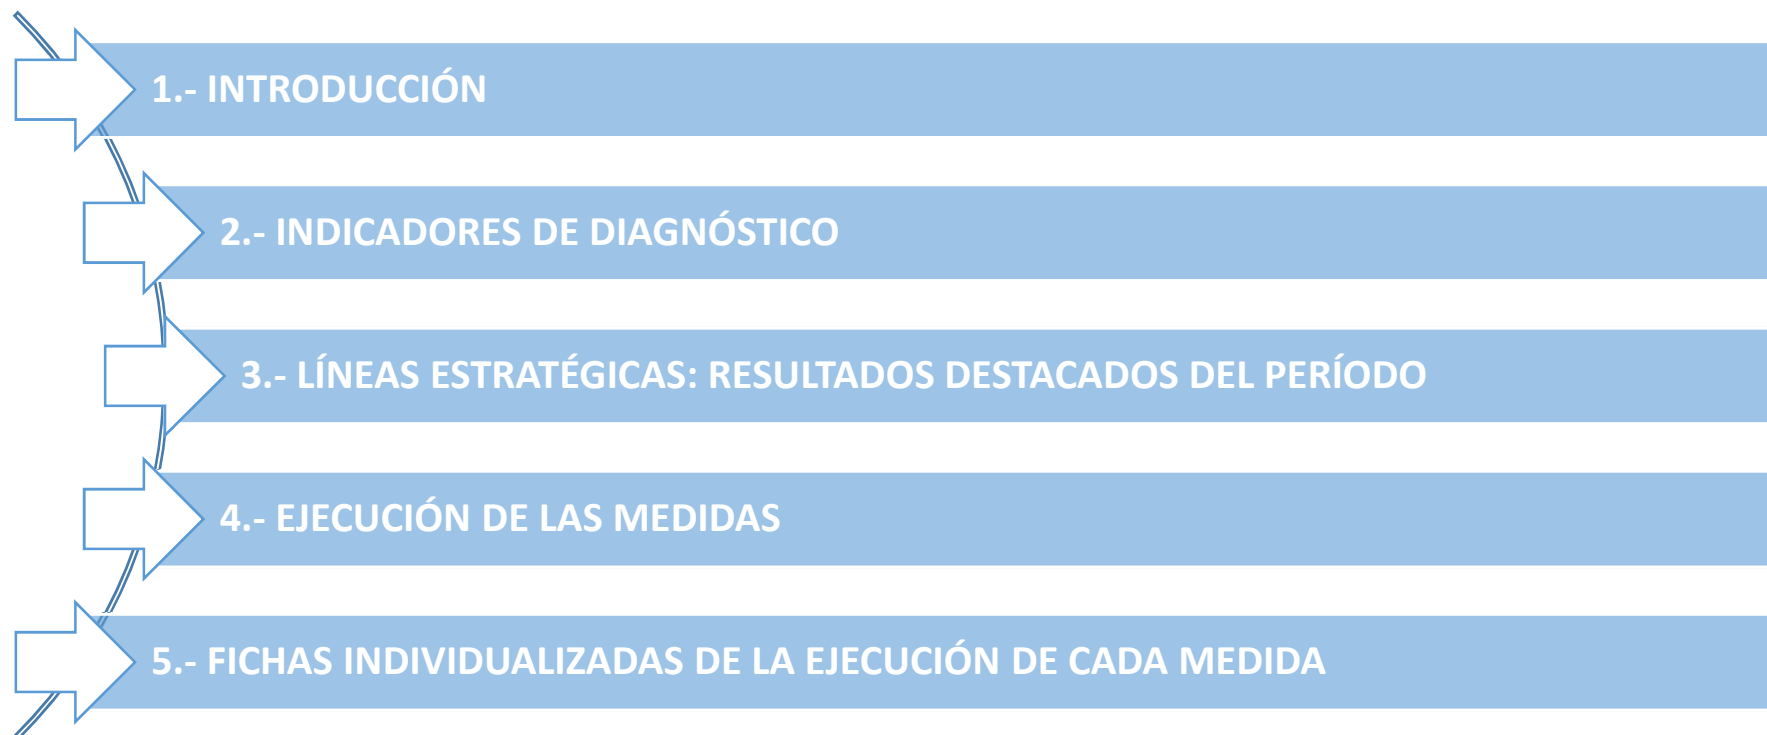 1.- INTRODUCCIÓN
2.- INDICADORES DE DIAGNÓSTICO
3.- LÍNEAS ESTRATÉGICAS: RESULTADOS DESTACADOS DEL PERÍODO
4.- EJECUCIÓN DE LAS MEDIDAS
5.- FICHAS INDIVIDUALIZADAS DE LA EJECUCIÓN DE CADA MEDIDA